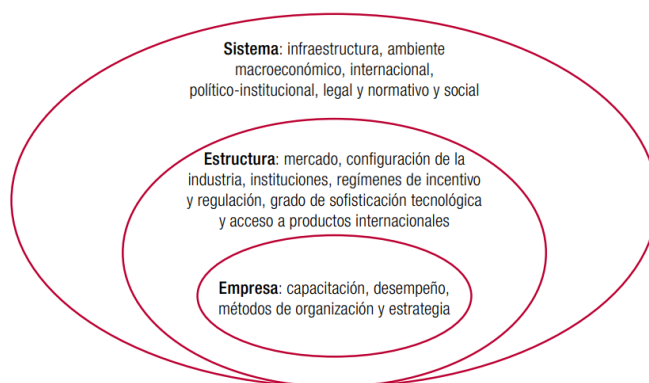 Sistema: infraestructura, ambiente
macroeconómico, internacional,
político-institucional, legal y normativo y social
Estructura: mercado, configuración de la
industria, instituciones, regímenes de incentivo
y regulación, grado de sofisticación tecnológica
y acceso a productos internacionales
Empresa: capacitación, desempeño,
métodos de organización y estrategia